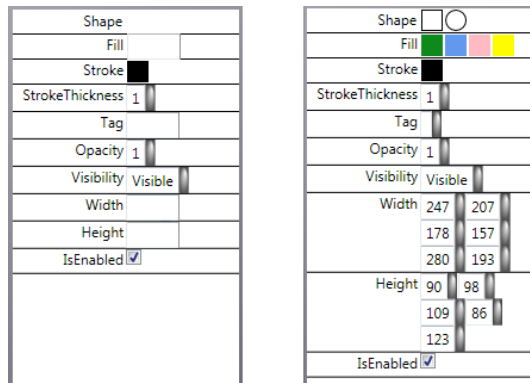 Shape
Fill
Stroke
StrokeThickness 1
Tag
Opacity 1
Visibility Visible
Width
Height
IsEnabled
Shape
Fill
Stroke
StrokeThickness 1
Tag
Opacity 1
Visibility Visible
Width 247 207
178 157
280 193
Height 90 98
109 86
123
IsEnabled